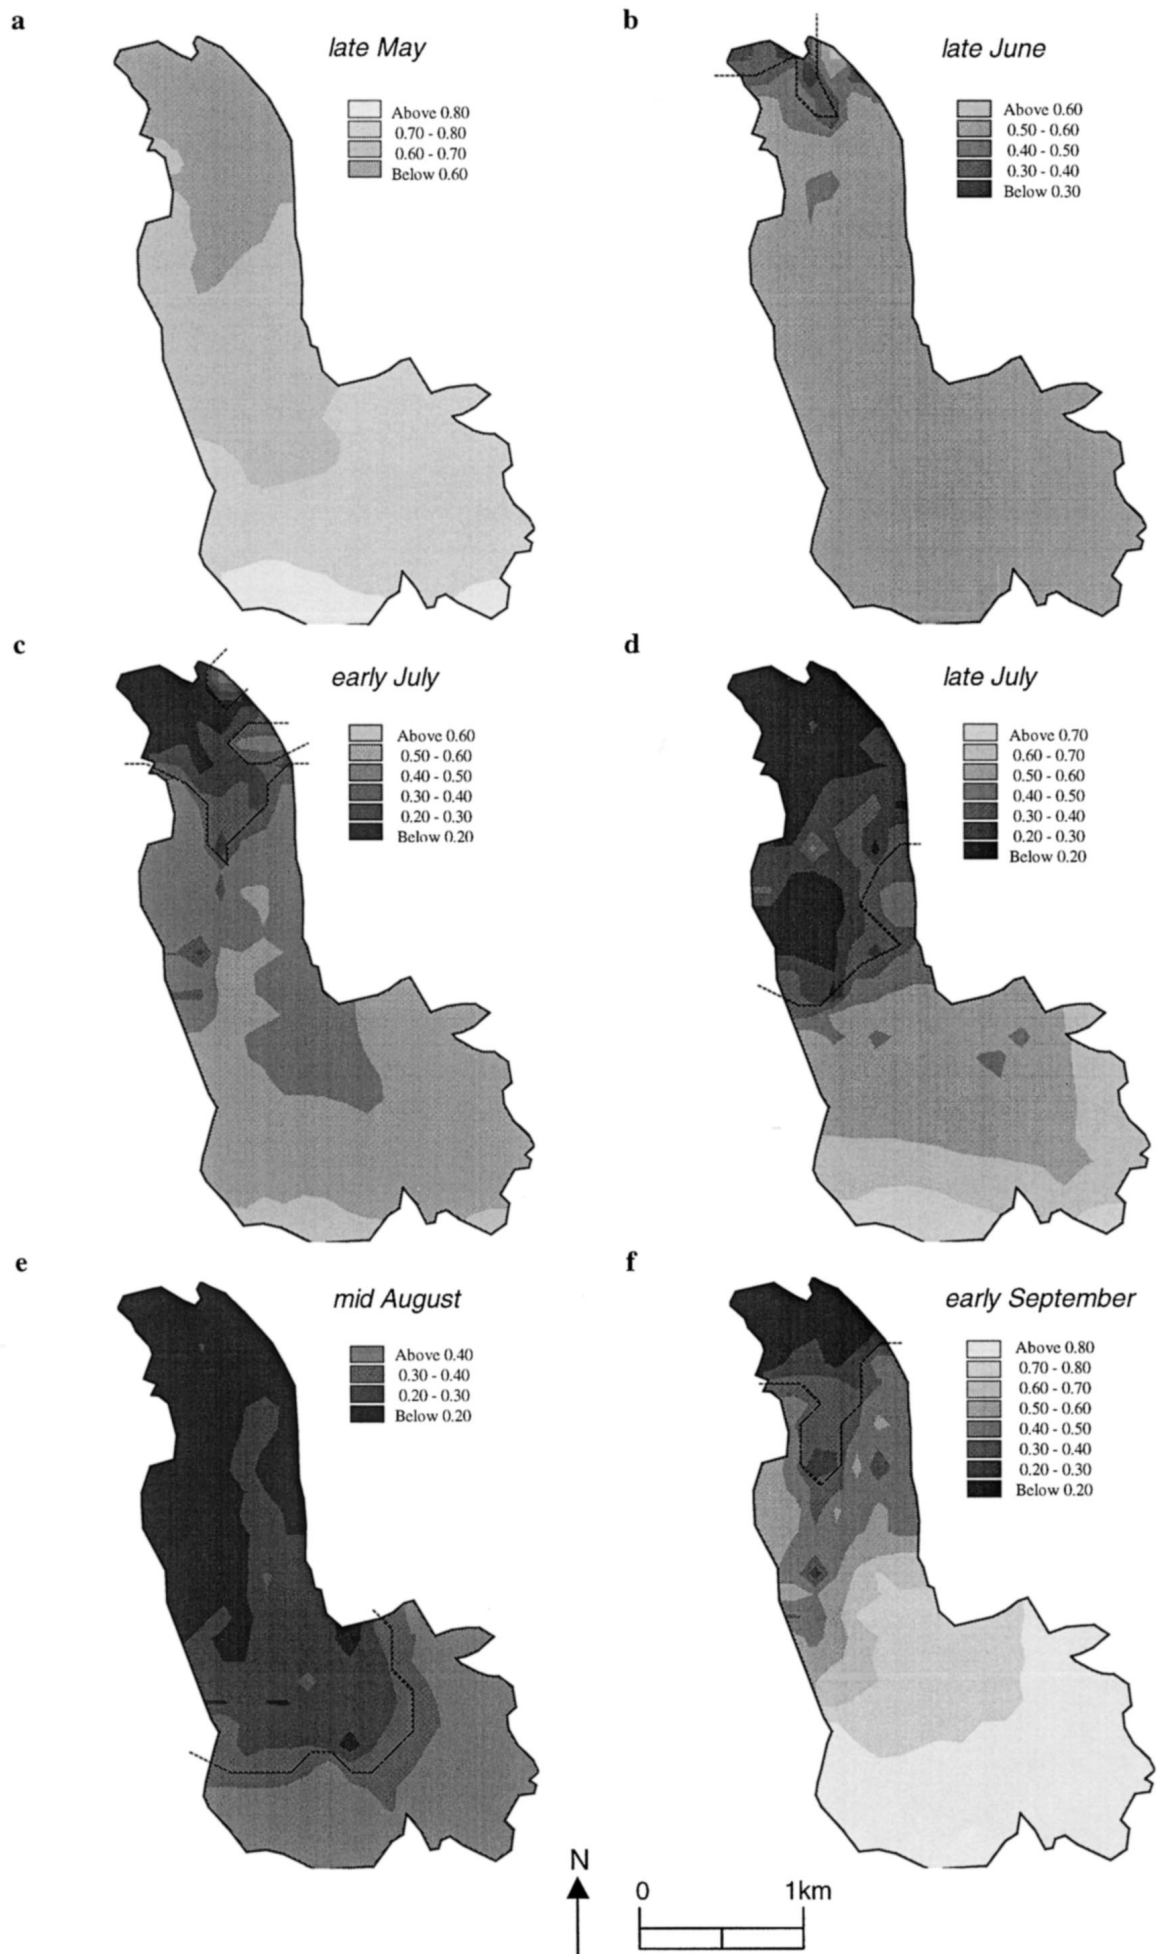 a
late May
Above 0.80
0.70 - 0.80
0.60 - 0.70
Below 0.60
b
late June
Above 0.60
0.50 - 0.60
0.40 - 0.50
0.30 - 0.40
Below 0.30
c
early July
Above 0.60
0.50 - 0.60
0.40 - 0.50
0.30 - 0.40
0.20 - 0.30
Below 0.20
d
late July
Above 0.70
0.60 - 0.70
0.50 - 0.60
0.40 - 0.50
0.30 - 0.40
0.20 - 0.30
Below 0.20
e
mid August
Above 0.40
0.30 - 0.40
0.20 - 0.30
Below 0.20
f
early September
Above 0.80
0.70 - 0.80
0.60 - 0.70
0.50 - 0.60
0.40 - 0.50
0.30 - 0.40
0.20 - 0.30
Below 0.20
N
0 1km